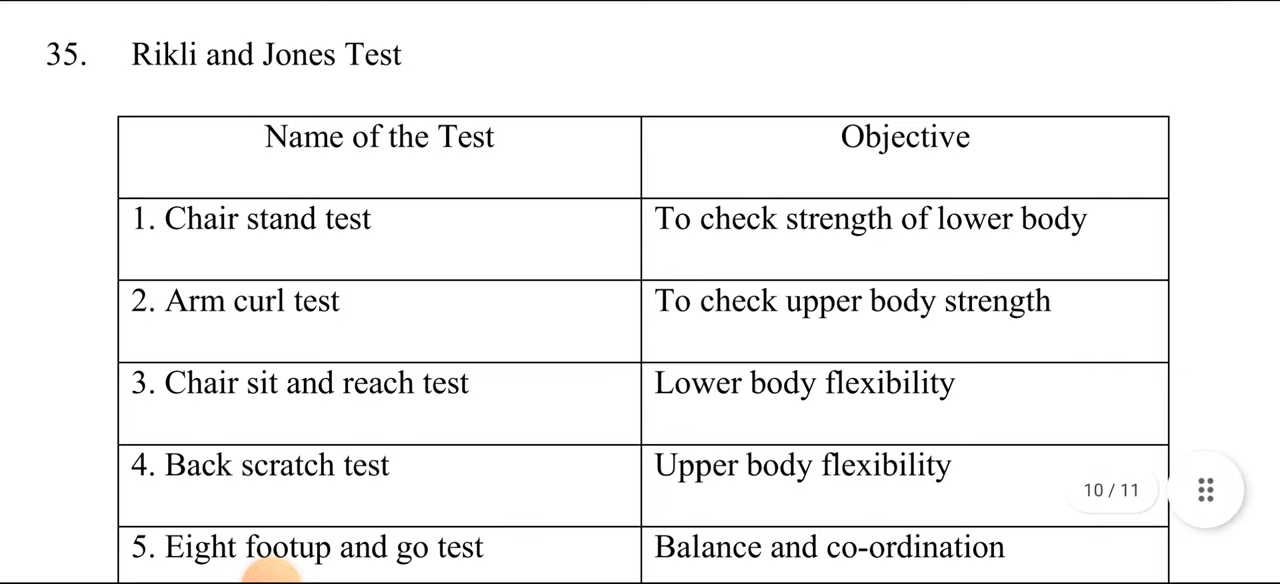 35. Rikli and Jones Test
Name of the Test Objective
1. Chair stand test To check strength of lower body
2. Arm curl test To check upper body strength
3. Chair sit and reach test Lower body flexibility
4. Back scratch test Upper body flexibility
10 / 11
5. Eight footup and go test Balance and co-ordination